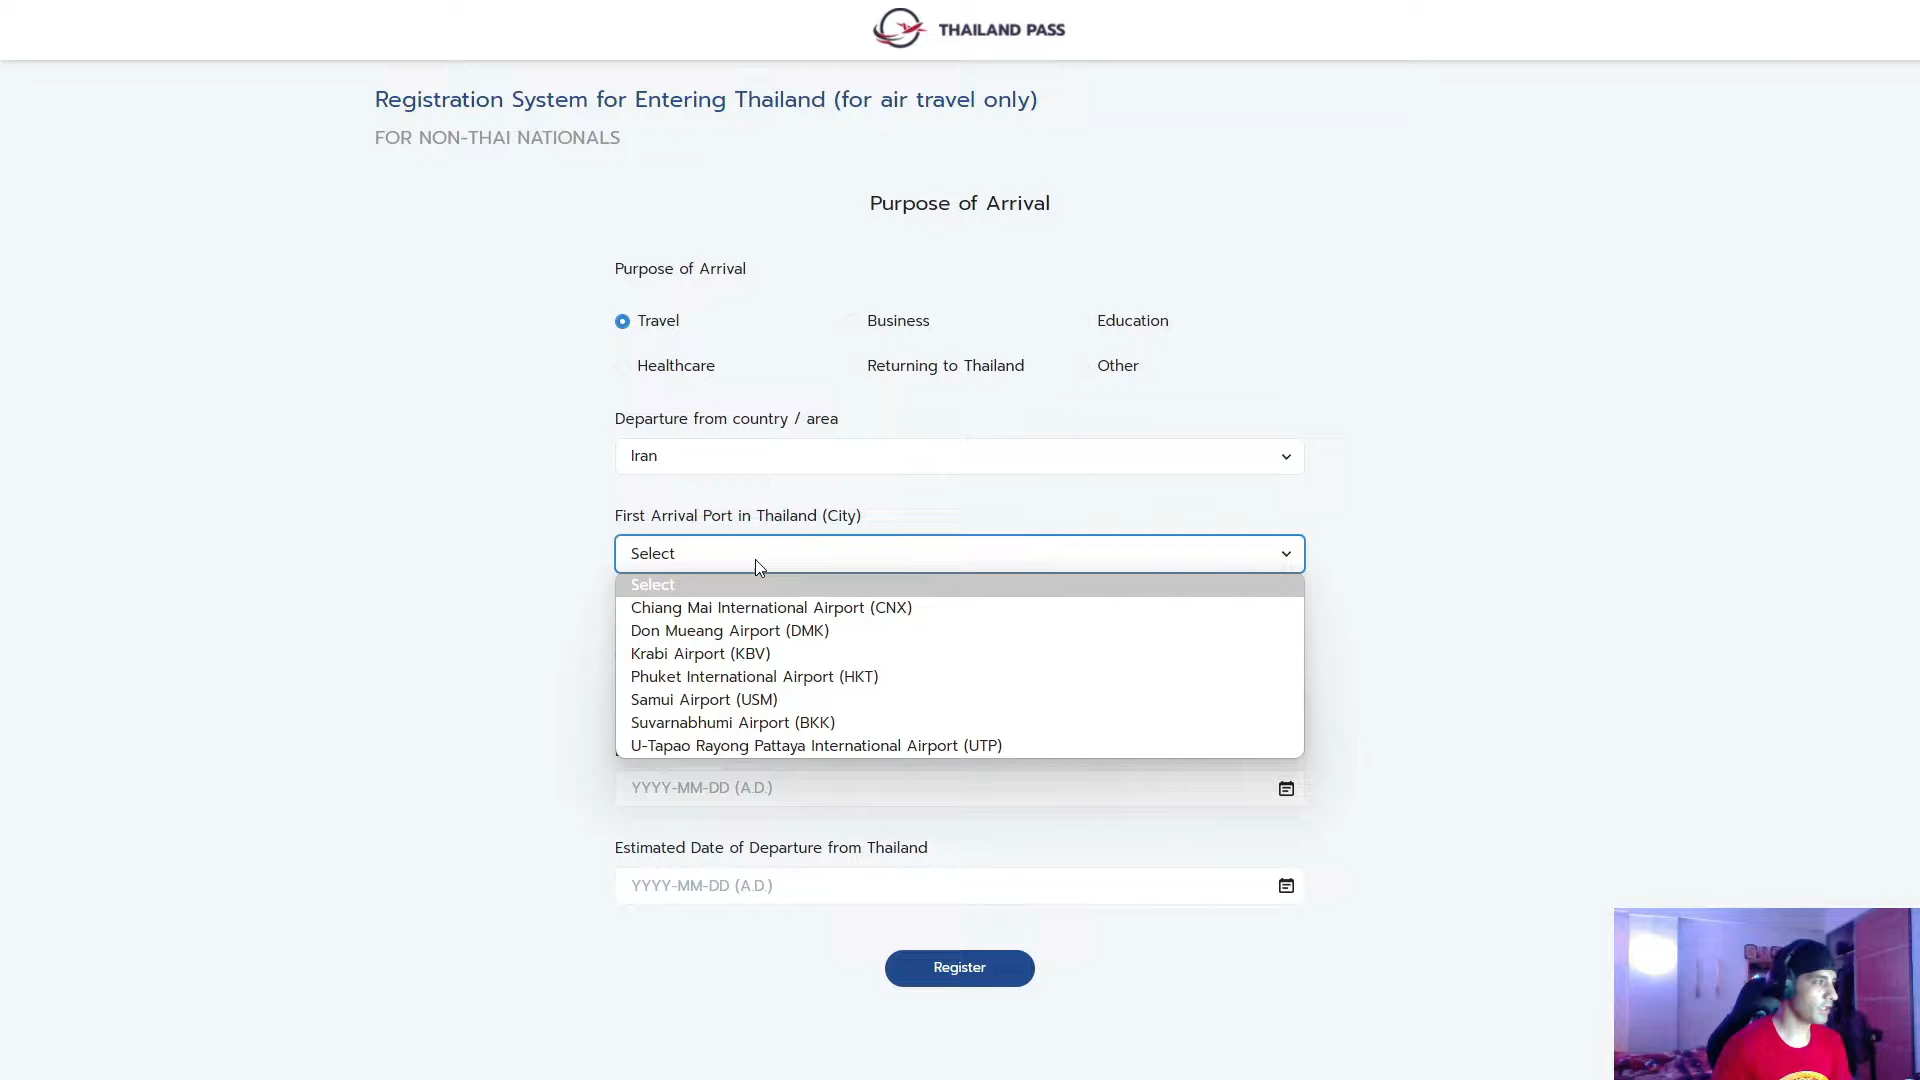 THAILAND PASS
Registration System for Entering Thailand (for air travel only)
FOR NON-THAI NATIONALS
Purpose of Arrival
Purpose of Arrival
Travel
Business
Education
Healthcare
Returning to Thailand
Other
Departure from country / area
Iran
First Arrival Port in Thailand (City)
Select
Select
Chiang Mai International Airport (CNX)
Don Mueang Airport (DMK)
Krabi Airport (KBV)
Phuket International Airport (HKT)
Samui Airport (USM)
Suvarnabhumi Airport (BKK)
U-Tapao Rayong Pattaya International Airport (UTP)
YYYY-MM-DD (A.D.)
Estimated Date of Departure from Thailand
YYYY-MM-DD (A.D.)
Register